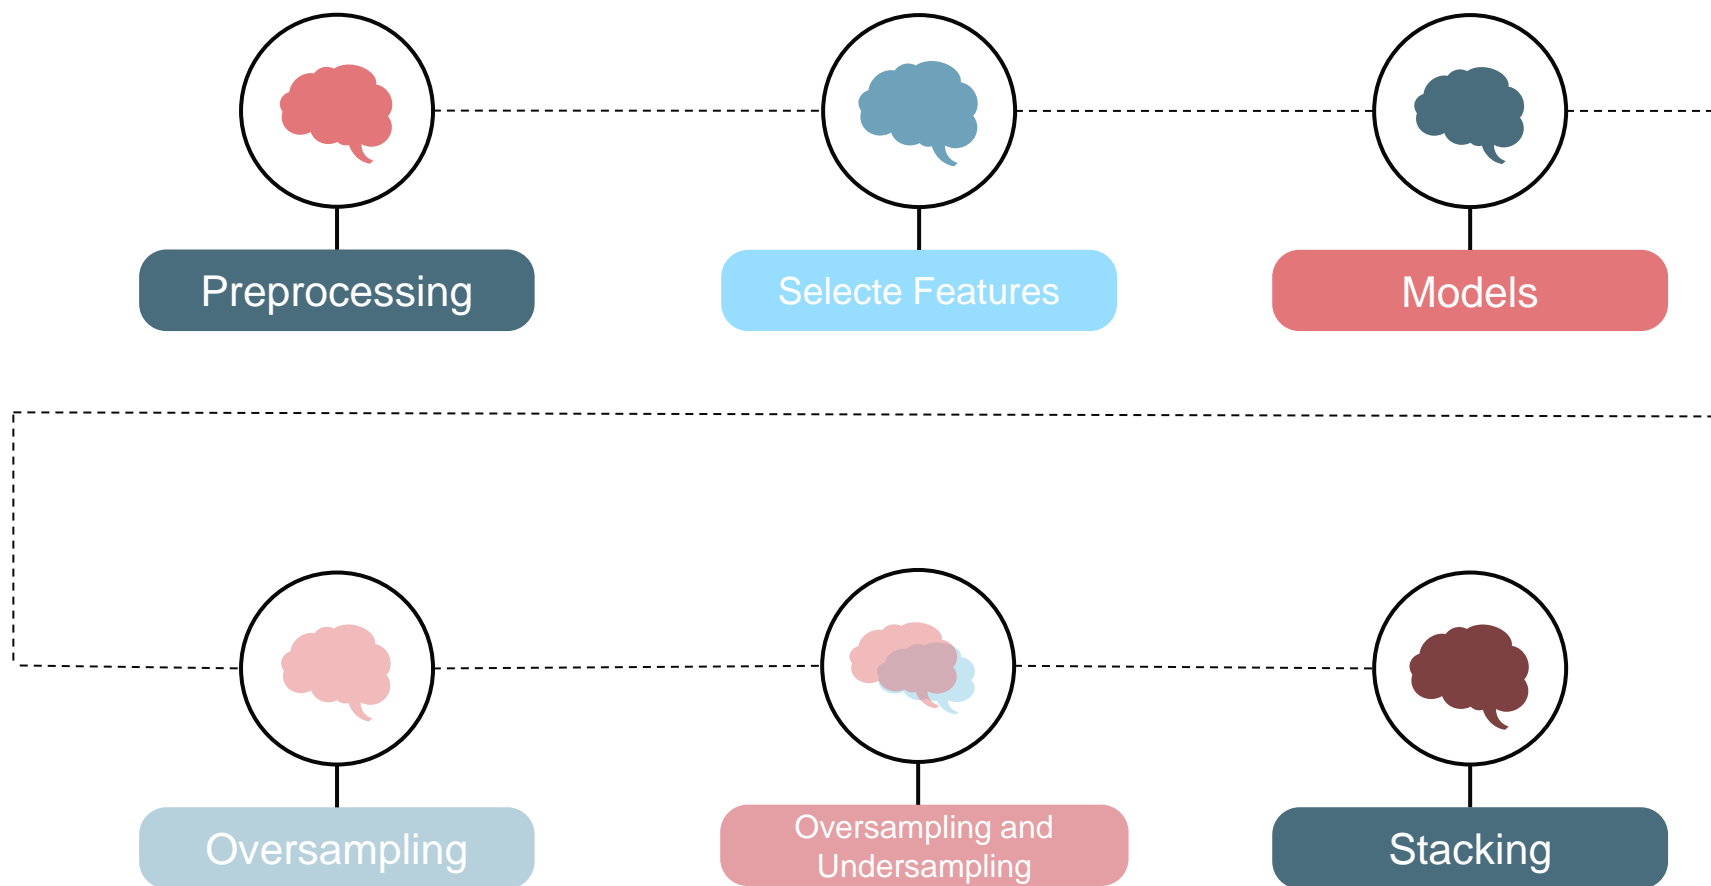 Preprocessing
Selecte Features
Models
Oversampling
Oversampling and
Undersampling
Stacking